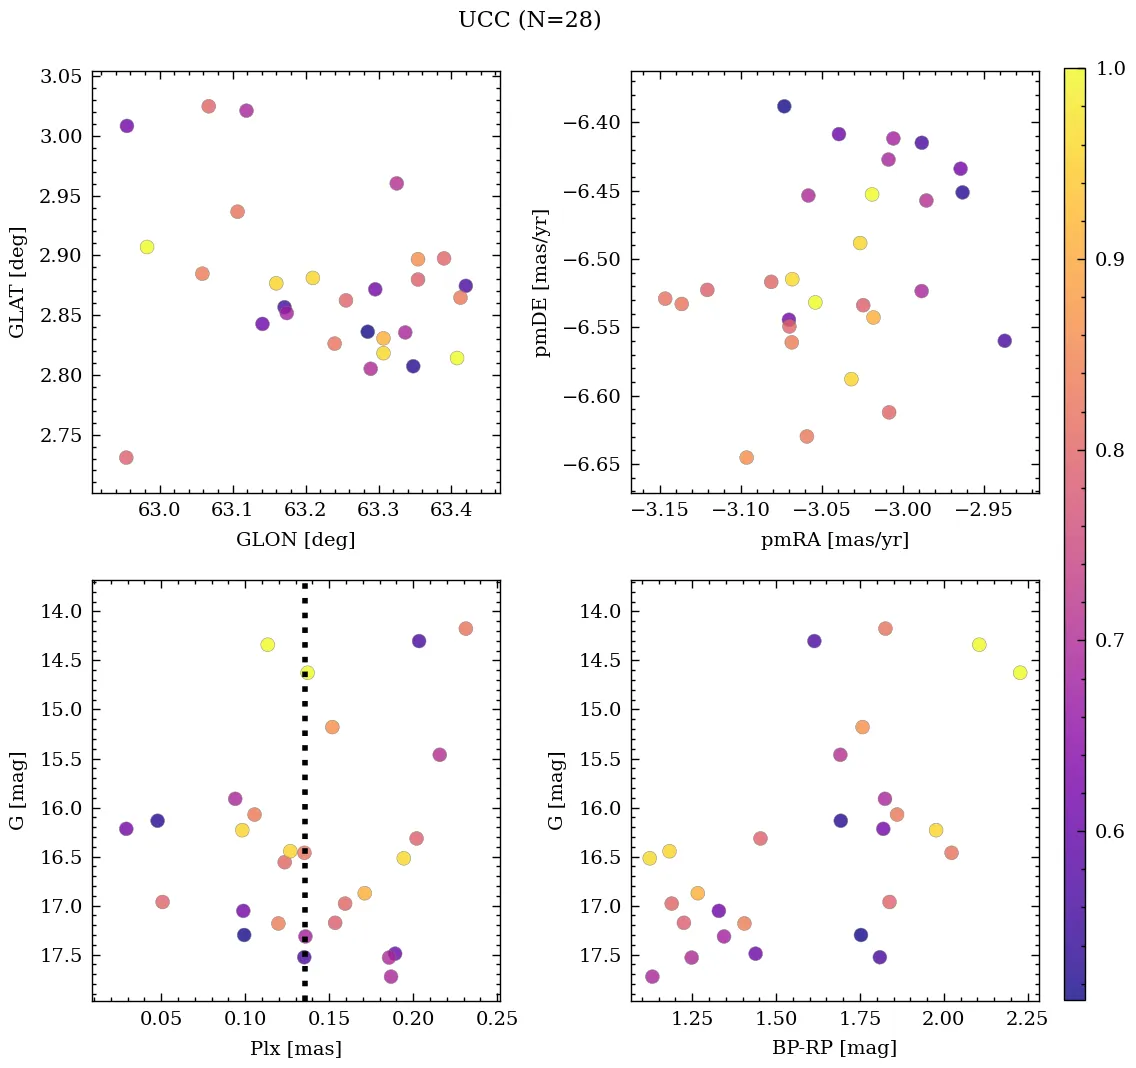 UCC (N=28)
3.05
3.00
2.95
2.90
2.85
2.80
2.75
GLAT [deg]
63.0 63.1 63.2 63.3 63.4
GLON [deg]
−6.40
−6.45
−6.50
−6.55
−6.60
−6.65
pmDE [mas/yr]
−3.15 −3.10 −3.05 −3.00 −2.95
pmRA [mas/yr]
14.0
14.5
15.0
15.5
16.0
16.5
17.0
17.5
G [mag]
0.05 0.10 0.15 0.20 0.25
Plx [mas]
14.0
14.5
15.0
15.5
16.0
16.5
17.0
17.5
G [mag]
1.25 1.50 1.75 2.00 2.25
BP-RP [mag]
1.0
0.9
0.8
0.7
0.6